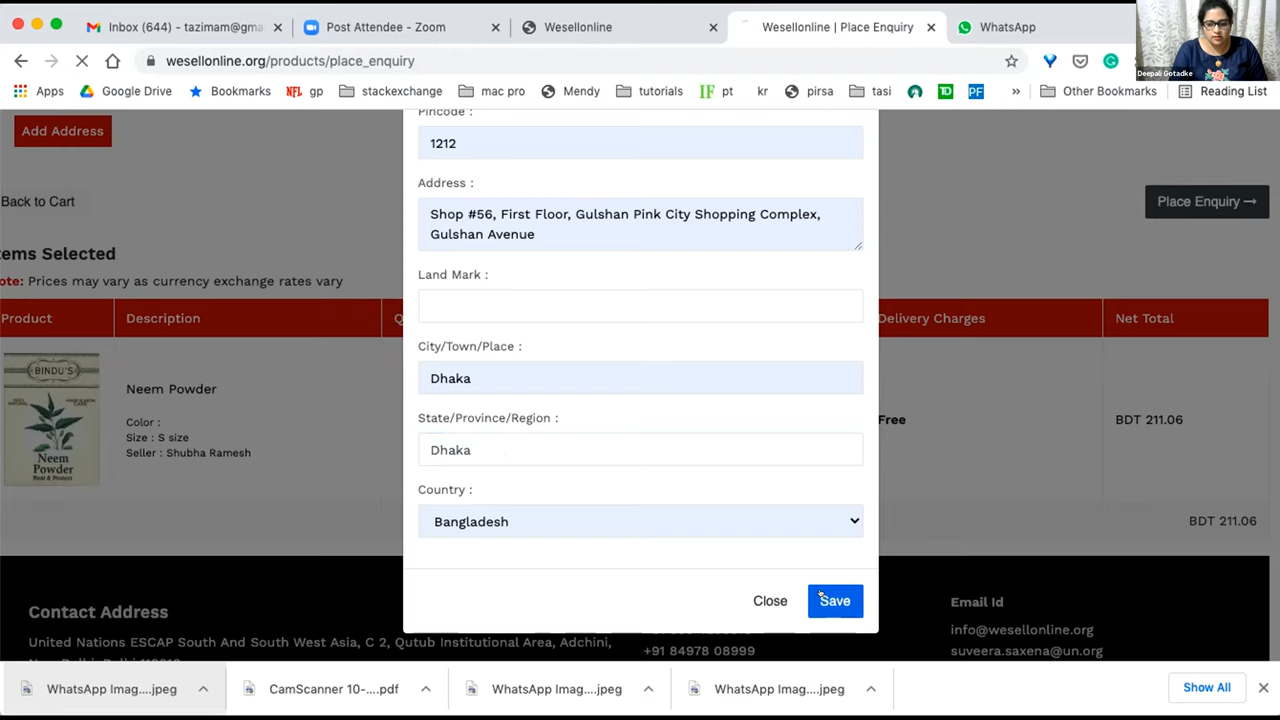 Inbox (644) - tazimam@gma
Post Attendee - Zoom
Wesellonline
Wesellonline | Place Enquiry
WhatsApp
Deepali Gotadke
wesellonline.org/products/place_enquiry
Apps
Google Drive
Bookmarks
gp
stackexchange
mac pro
Mendy
tutorials
IF pt
kr
pirsa
tasi
TD
PF
»
Other Bookmarks
Reading List
Add Address
Pincode :
1212
Address :
Back to Cart
Place Enquiry →
Shop #56, First Floor, Gulshan Pink City Shopping Complex,
Gulshan Avenue
tems Selected
Land Mark :
ote: Prices may vary as currency exchange rates vary
Product
Description
Q
Delivery Charges
Net Total
City/Town/Place :
Dhaka
BINDU'S
Neem
Powder
Neem Powder
Color :
Size : S size
Seller : Shubha Ramesh
State/Province/Region :
Dhaka
Free
BDT 211.06
Country :
Bangladesh
BDT 211.06
Close
Save
Contact Address
United Nations ESCAP South And South West Asia, C 2, Qutub Institutional Area, Adchini,
+91 84978 08999
Email Id
info@wesellonline.org
suveera.saxena@un.org
WhatsApp Imag....jpeg
CamScanner 10-....pdf
WhatsApp Imag....jpeg
WhatsApp Imag....jpeg
Show All